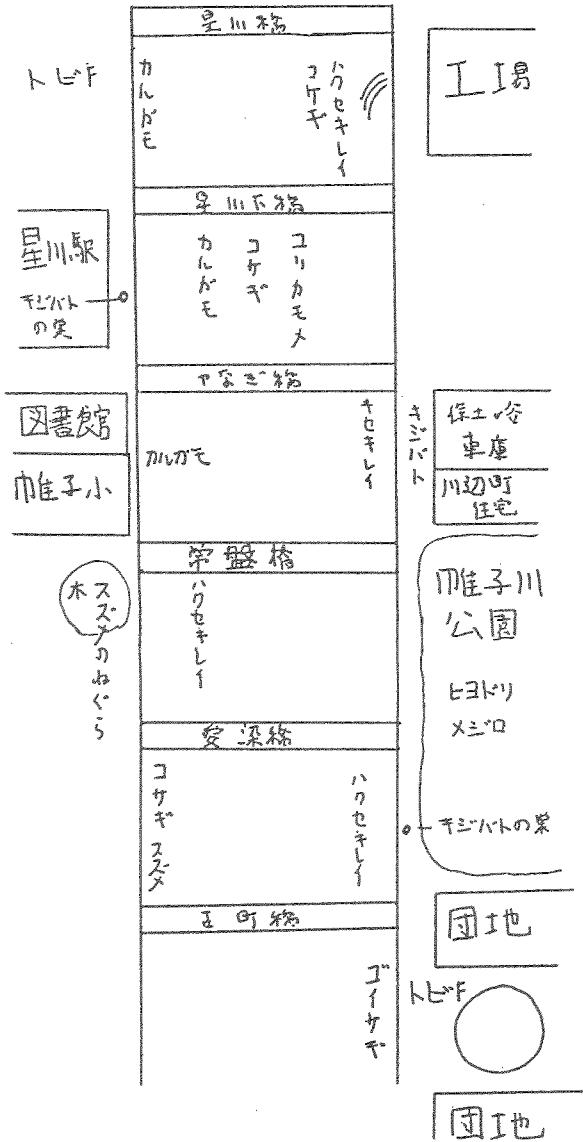 星川橋
トビF
カルガモ
コサギ
ハクセキレイ
工場
星川下橋
星川駅
キジバト
の巣
カルガモ
コサギ
ユリカモメ
やなぎ橋
図書館
帷子小
カルガモ
キセキレイ
キジバト
保土ヶ谷
車庫
川辺町
住宅
常盤橋
木
スズメのねぐら
ハクセキレイ
帷子川
公園
ヒヨドリ
メジロ
愛染橋
コサギ
スズメ
ハクセキレイ
キジバトの巣
団地
ゴイサギ
トビF
団地